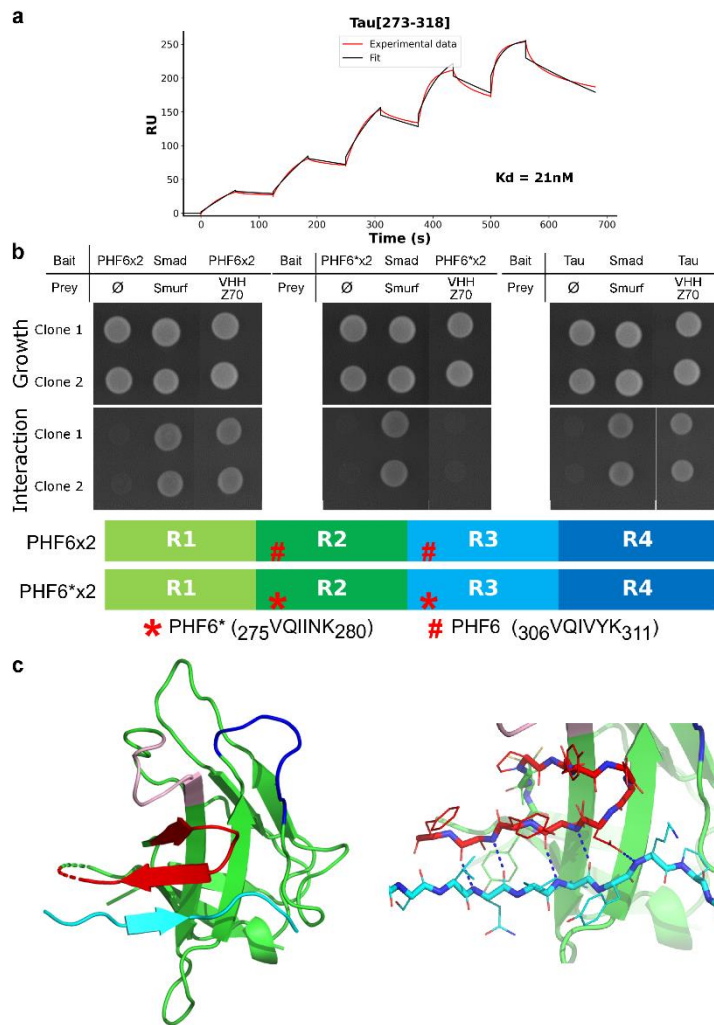 a
Tau[273-318]
Experimental data
Fit
250
200
150
100
50
0
RU
Kd = 21nM
0 100 200 300 400 500 600 700
Time (s)
b
Bait PHF6x2 Smad PHF6x2 Bait PHF6*x2 Smad PHF6*x2 Bait Tau Smad Tau
Prey Ø Smurf VHH Z70 Prey Ø Smurf VHH Z70 Prey Ø Smurf VHH Z70
Growth
Clone 1
Clone 2
Interaction
Clone 1
Clone 2
PHF6x2 R1 # R2 # R3 R4
PHF6*x2 R1 * R2 * R3 R4
* PHF6* (275VQIINK280) # PHF6 (306VQIVYK311)
c